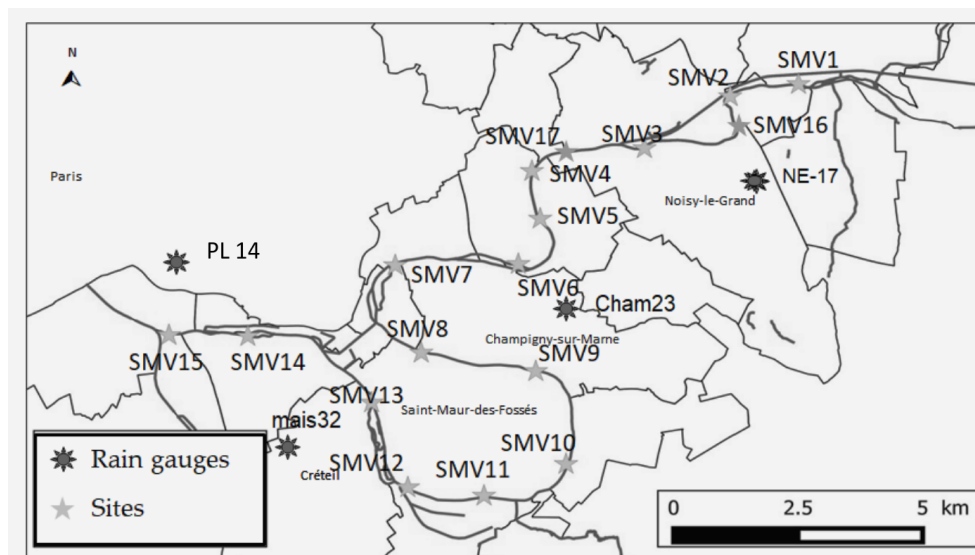 N
SMV1
SMV2
SMV16
SMV17
SMV3
SMV4
NE-17
Paris
Noisy-le-Grand
SMV5
PL 14
SMV7
SMV6
Cham23
SMV8
Champigny-sur-Marne
SMV9
SMV15
SMV14
SMV13
Saint-Maur-des-Fossés
mais32
SMV10
SMV12
SMV11
Créteil
Rain gauges
Sites
0 2.5 5 km